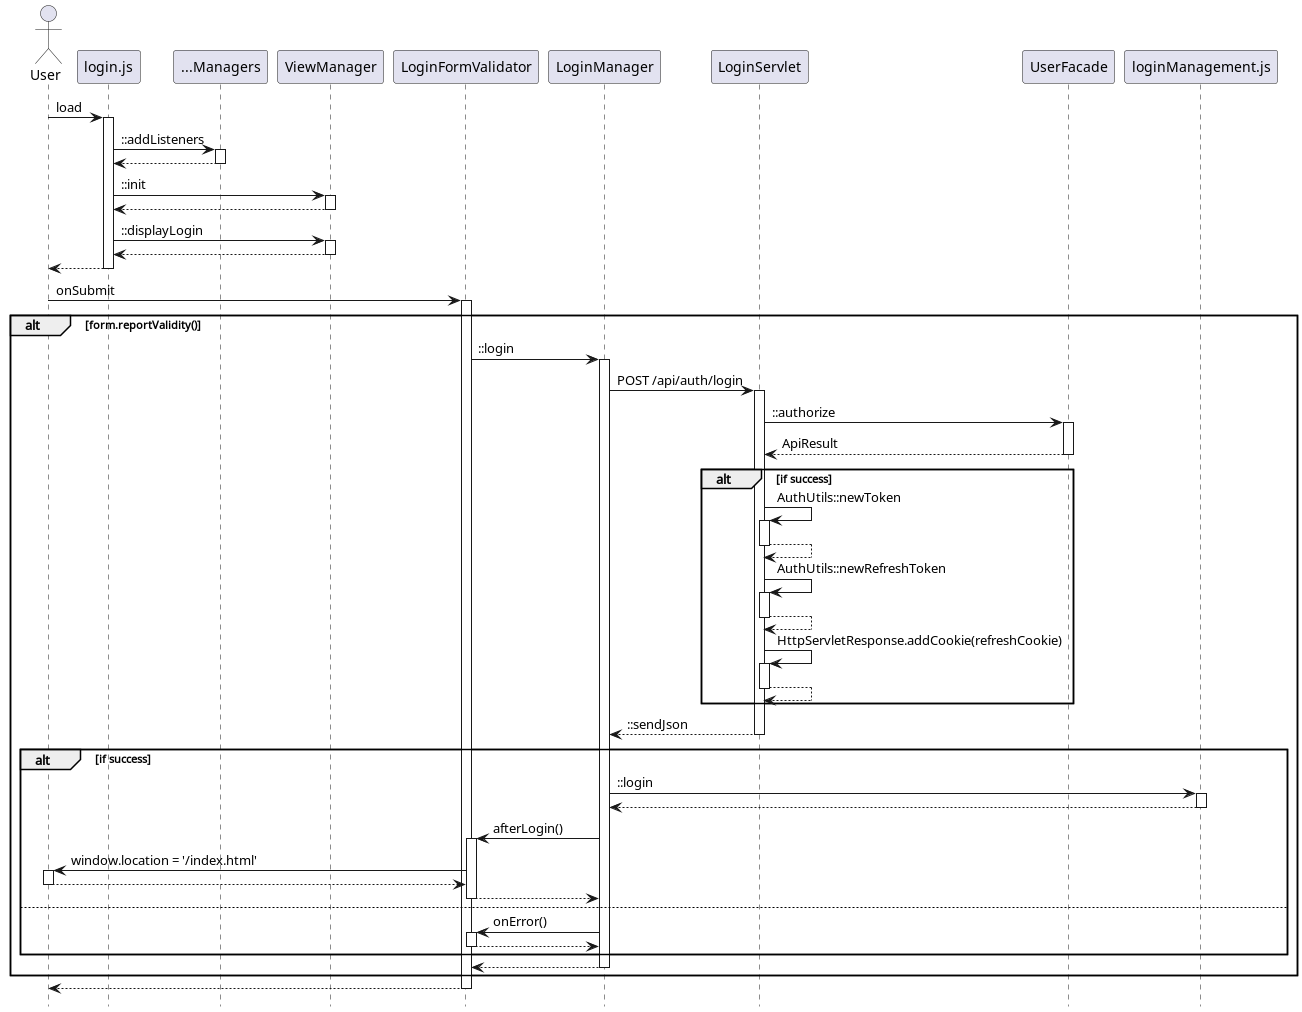 User
login.js
...Managers
ViewManager
LoginFormValidator
LoginManager
LoginServlet
UserFacade
loginManagement.js
load
::addListeners
::init
::displayLogin
onSubmit
alt
[form.reportValidity()]
::login
POST /api/auth/login
::authorize
ApiResult
alt
[if success]
AuthUtils::newToken
AuthUtils::newRefreshToken
HttpServletResponse.addCookie(refreshCookie)
::sendJson
alt
[if success]
::login
afterLogin()
window.location = '/index.html'
onError()